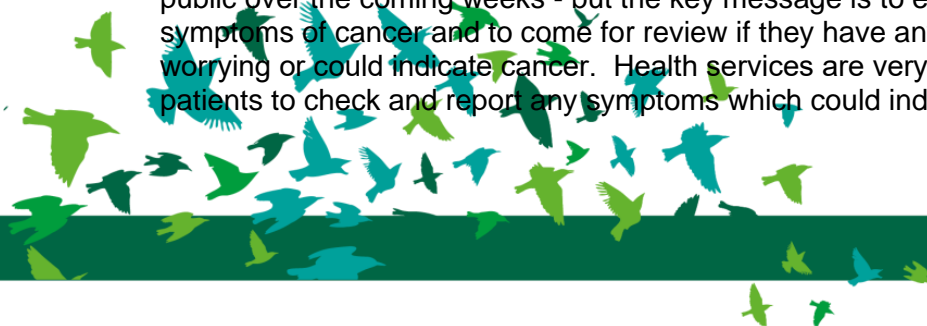 public over the coming weeks - but the key message is to e
symptoms of cancer and to come for review if they have an
worrying or could indicate cancer.  Health services are very
patients to check and report any symptoms which could ind